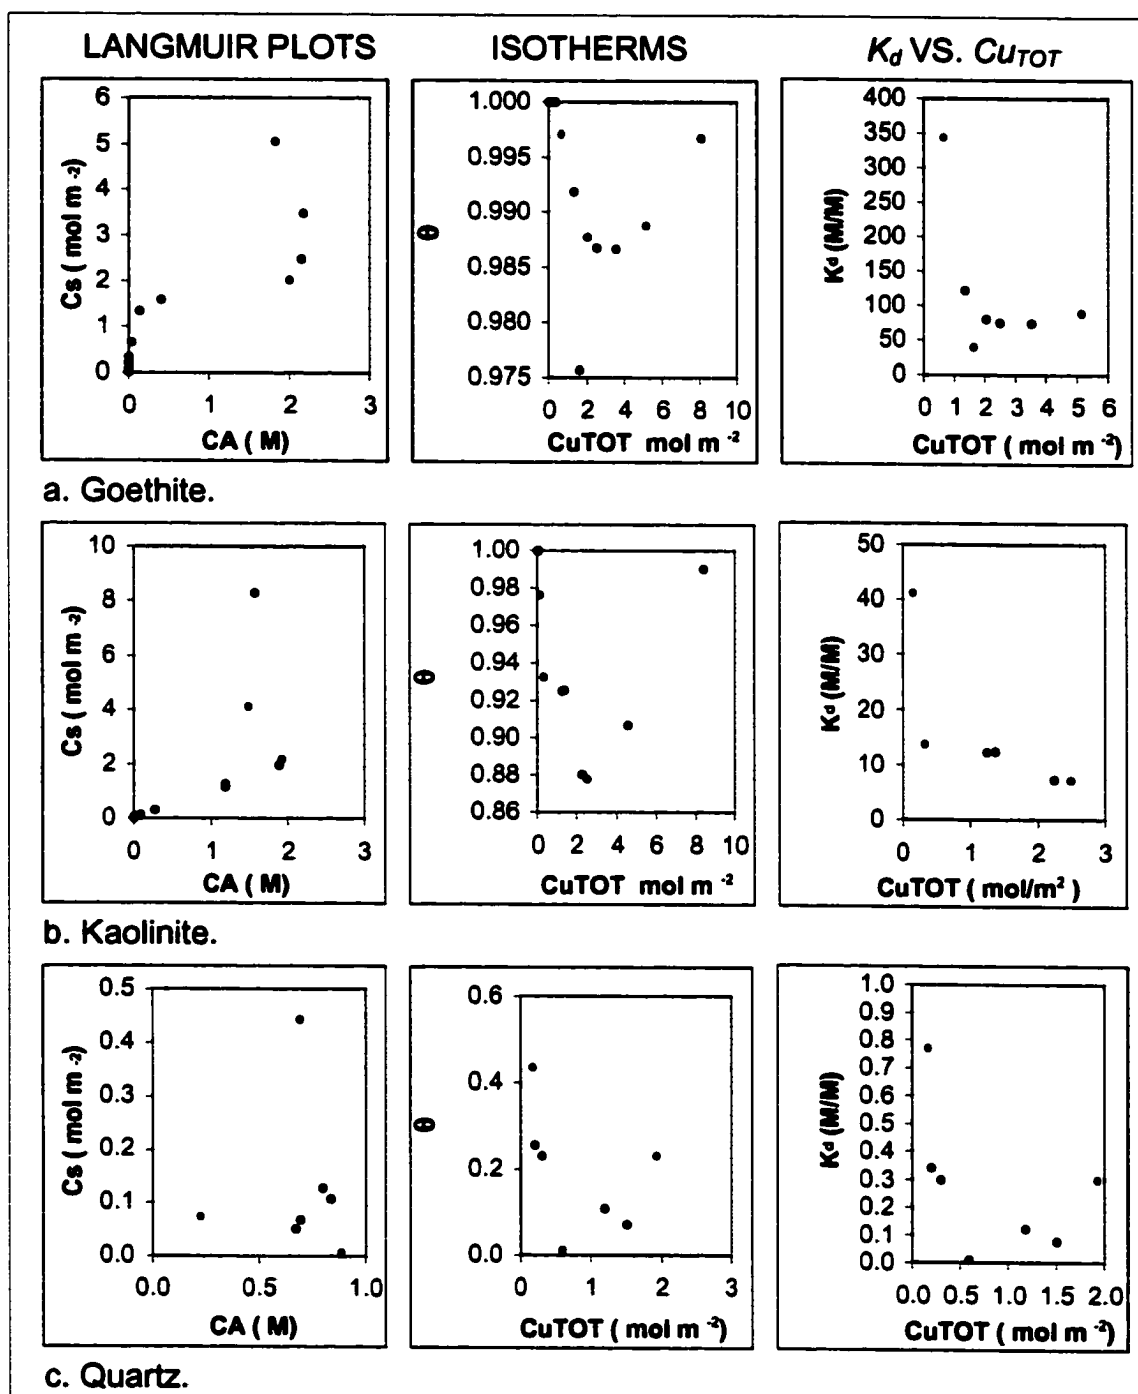 LANGMUIR PLOTS
ISOTHERMS
Kd VS. CuTOT
6
5
4
3
2
1
0
Cs ( mol m -2)
0 1 2 3
CA ( M)
1.000
0.995
0.990
0.985
0.980
0.975
θ
0 2 4 6 8 10
CuTOT mol m -2
400
350
300
250
200
150
100
50
0
Kd (M/M)
0 1 2 3 4 5 6
CuTOT ( mol m -2)
a. Goethite.
10
8
6
4
2
0
Cs ( mol m -2)
0 1 2 3
CA ( M)
1.00
0.98
0.96
0.94
0.92
0.90
0.88
0.86
θ
0 2 4 6 8 10
CuTOT mol m -2
50
40
30
20
10
0
Kd (M/M)
0 1 2 3
CuTOT ( mol/m2 )
b. Kaolinite.
0.5
0.4
0.3
0.2
0.1
0.0
Cs ( mol m -2)
0.0 0.5 1.0
CA ( M)
0.6
0.4
0.2
0.0
θ
0 1 2 3
CuTOT ( mol m -2)
1.0
0.9
0.8
0.7
0.6
0.5
0.4
0.3
0.2
0.1
0.0
Kd (M/M)
0.0 0.5 1.0 1.5 2.0
CuTOT ( mol m -2)
c. Quartz.